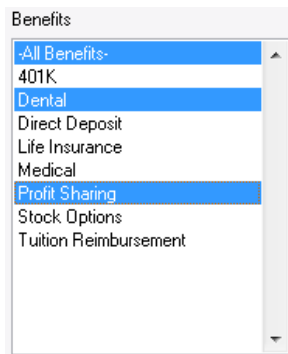 Benefits
-All Benefits-
401K
Dental
Direct Deposit
Life Insurance
Medical
Profit Sharing
Stock Options
Tuition Reimbursement